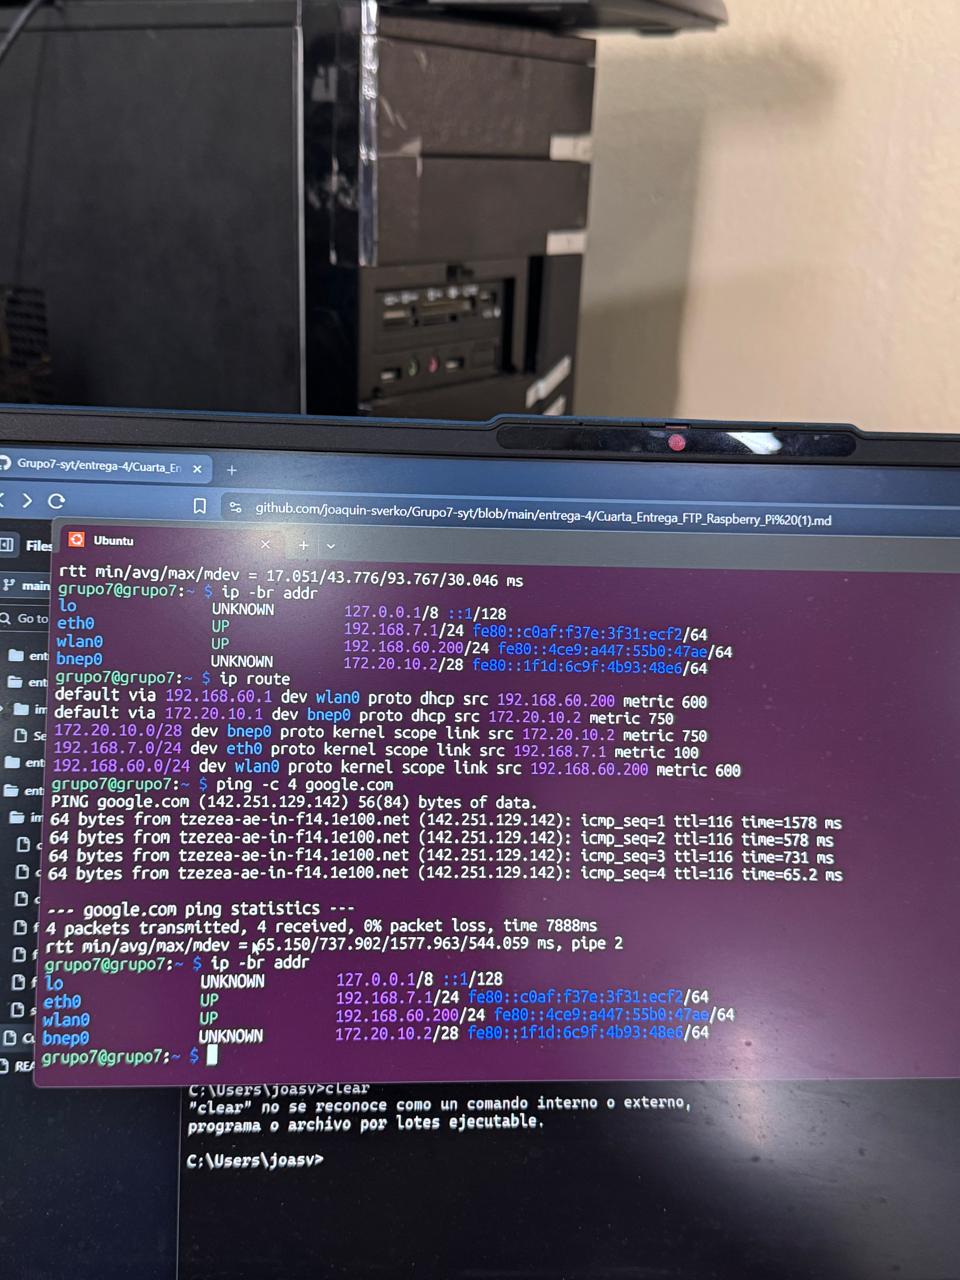 Grupo7-syt/entrega-4/Cuarta_En
github.com/joaquin-sverko/Grupo7-syt/blob/main/entrega-4/Cuarta_Entrega_FTP_Raspberry_Pi%20(1).md
Files
main
Go to
ent
ent
im
Se
ent
ent
im
Ubuntu
rtt min/avg/max/mdev = 17.051/43.776/93.767/30.046 ms
grupo7@grupo7:~ $ ip -br addr
lo UNKNOWN 127.0.0.1/8 ::1/128
eth0 UP 192.168.7.1/24 fe80::c0af:f37e:3f31:ecf2/64
wlan0 UP 192.168.60.200/24 fe80::4ce9:a447:55b0:47ae/64
bnep0 UNKNOWN 172.20.10.2/28 fe80::1f1d:6c9f:4b93:48e6/64
grupo7@grupo7:~ $ ip route
default via 192.168.60.1 dev wlan0 proto dhcp src 192.168.60.200 metric 600
default via 172.20.10.1 dev bnep0 proto dhcp src 172.20.10.2 metric 750
172.20.10.0/28 dev bnep0 proto kernel scope link src 172.20.10.2 metric 750
192.168.7.0/24 dev eth0 proto kernel scope link src 192.168.7.1 metric 100
192.168.60.0/24 dev wlan0 proto kernel scope link src 192.168.60.200 metric 600
grupo7@grupo7:~ $ ping -c 4 google.com
PING google.com (142.251.129.142) 56(84) bytes of data.
64 bytes from tzezea-ae-in-f14.1e100.net (142.251.129.142): icmp_seq=1 ttl=116 time=1578 ms
64 bytes from tzezea-ae-in-f14.1e100.net (142.251.129.142): icmp_seq=2 ttl=116 time=578 ms
64 bytes from tzezea-ae-in-f14.1e100.net (142.251.129.142): icmp_seq=3 ttl=116 time=731 ms
64 bytes from tzezea-ae-in-f14.1e100.net (142.251.129.142): icmp_seq=4 ttl=116 time=65.2 ms
--- google.com ping statistics ---
4 packets transmitted, 4 received, 0% packet loss, time 7888ms
rtt min/avg/max/mdev = 65.150/737.902/1577.963/544.059 ms, pipe 2
grupo7@grupo7:~ $ ip -br addr
lo UNKNOWN 127.0.0.1/8 ::1/128
eth0 UP 192.168.7.1/24 fe80::c0af:f37e:3f31:ecf2/64
wlan0 UP 192.168.60.200/24 fe80::4ce9:a447:55b0:47ae/64
bnep0 UNKNOWN 172.20.10.2/28 fe80::1f1d:6c9f:4b93:48e6/64
grupo7@grupo7:~ $
REA
C:\Users\joasv>clear
"clear" no se reconoce como un comando interno o externo,
programa o archivo por lotes ejecutable.
C:\Users\joasv>